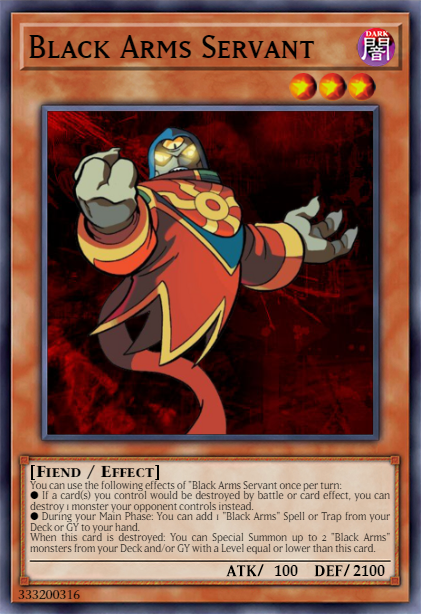 Black Arms Servant
DARK
闇
[Fiend / Effect]
You can use the following effects of "Black Arms Servant once per turn:
● If a card(s) you control would be destroyed by battle or card effect, you can
destroy 1 monster your opponent controls instead.
● During your Main Phase: You can add 1 "Black Arms" Spell or Trap from your
Deck or GY to your hand.
When this card is destroyed: You can Special Summon up to 2 "Black Arms"
monsters from your Deck and/or GY with a Level equal or lower than this card.
ATK/ 100 DEF/2100
333200316